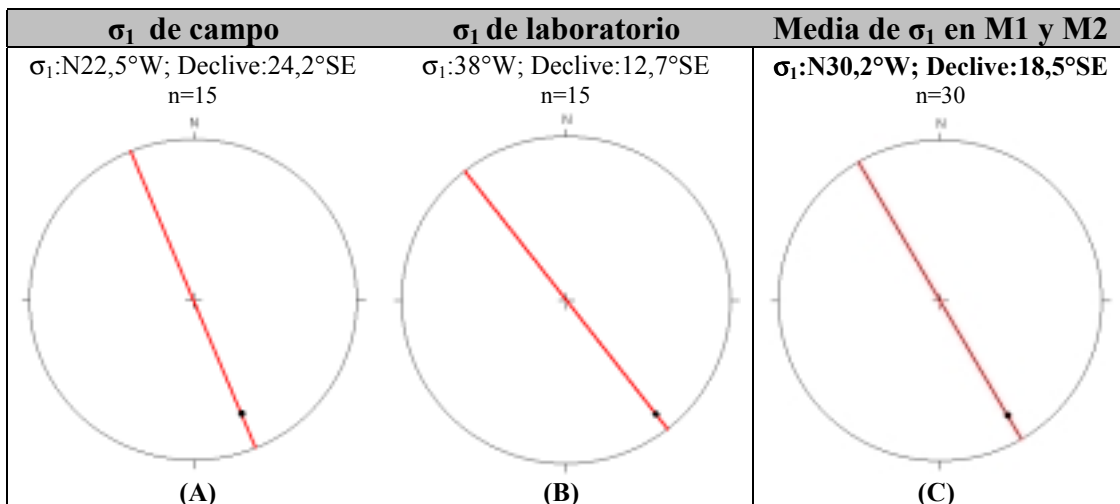 σ₁ de campo
σ₁ de laboratorio
Media de σ₁ en M1 y M2
σ₁:N22,5°W; Declive:24,2°SE
n=15
σ₁:38°W; Declive:12,7°SE
n=15
σ₁:N30,2°W; Declive:18,5°SE
n=30
N
N
N
(A)
(B)
(C)